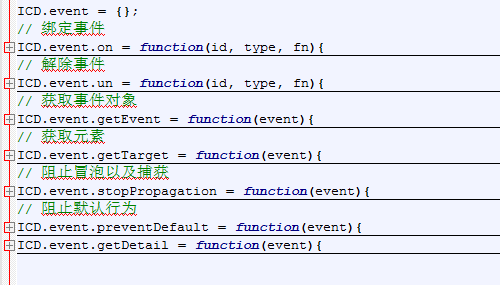 ICD.event = {};
// 绑定事件
ICD.event.on = function(id, type, fn){
// 解除事件
ICD.event.un = function(id, type, fn){
// 获取事件对象
ICD.event.getEvent = function(event){
// 获取元素
ICD.event.getTarget = function(event){
// 阻止冒泡以及捕获
ICD.event.stopPropagation = function(event){
// 阻止默认行为
ICD.event.preventDefault = function(event){
ICD.event.getDetail = function(event){